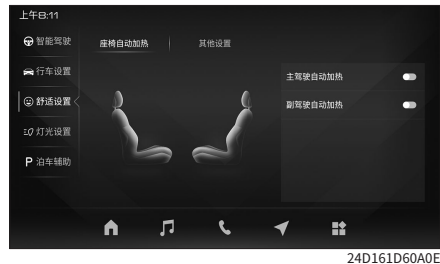 上午8:11
智能驾驶
座椅自动加热
其他设置
行车设置
主驾驶自动加热
舒适设置
副驾驶自动加热
灯光设置
P 泊车辅助
24D161D60A0E